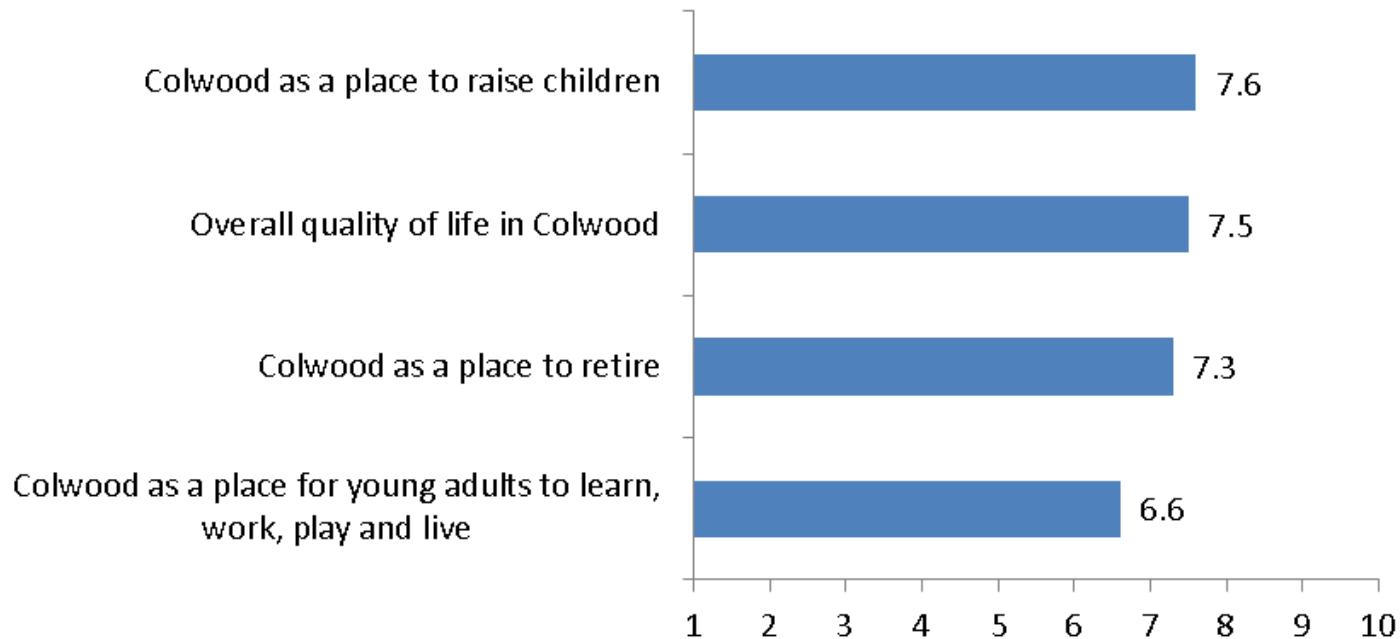 Colwood as a place to raise children
7.6
Overall quality of life in Colwood
7.5
Colwood as a place to retire
7.3
Colwood as a place for young adults to learn,
work, play and live
6.6
1 2 3 4 5 6 7 8 9 10